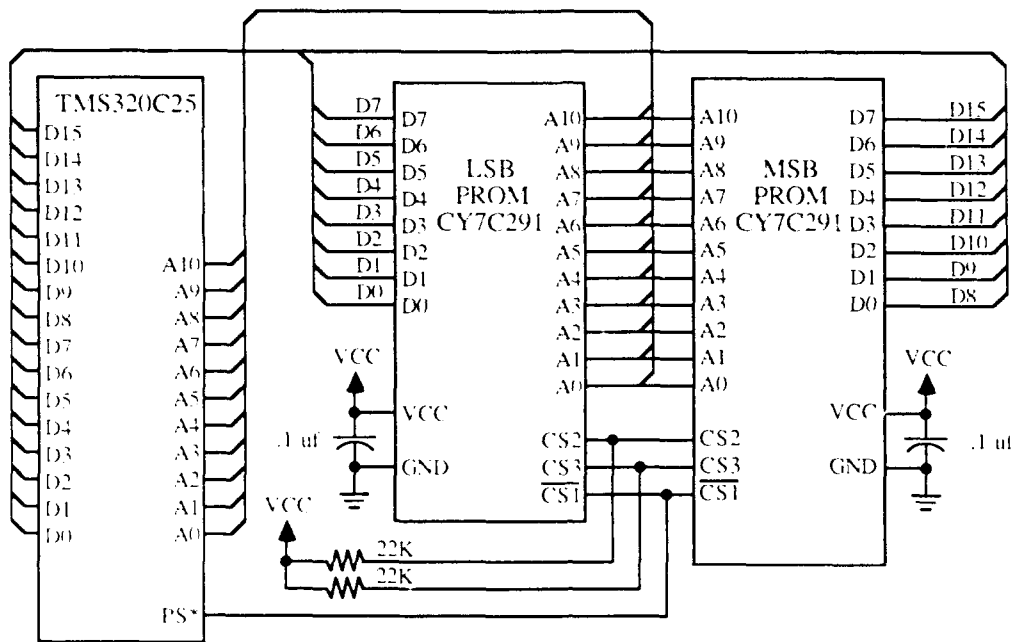 TMS320C25
D15
D14
D13
D12
D11
D10
D9
D8
D7
D6
D5
D4
D3
D2
D1
D0
A10
A9
A8
A7
A6
A5
A4
A3
A2
A1
A0
PS*
D7
D6
D5
D4
D3
D2
D1
D0
D7
D6
D5
D4
D3
D2
D1
D0
LSB
PROM
CY7C291
A10
A9
A8
A7
A6
A5
A4
A3
A2
A1
A0
VCC
GND
CS2
CS3
CS1
VCC
.1 uf
VCC
22K
22K
A10
A9
A8
A7
A6
A5
A4
A3
A2
A1
A0
MSB
PROM
CY7C291
D7
D6
D5
D4
D3
D2
D1
D0
VCC
GND
CS2
CS3
CS1
D15
D14
D13
D12
D11
D10
D9
D8
VCC
.1 uf